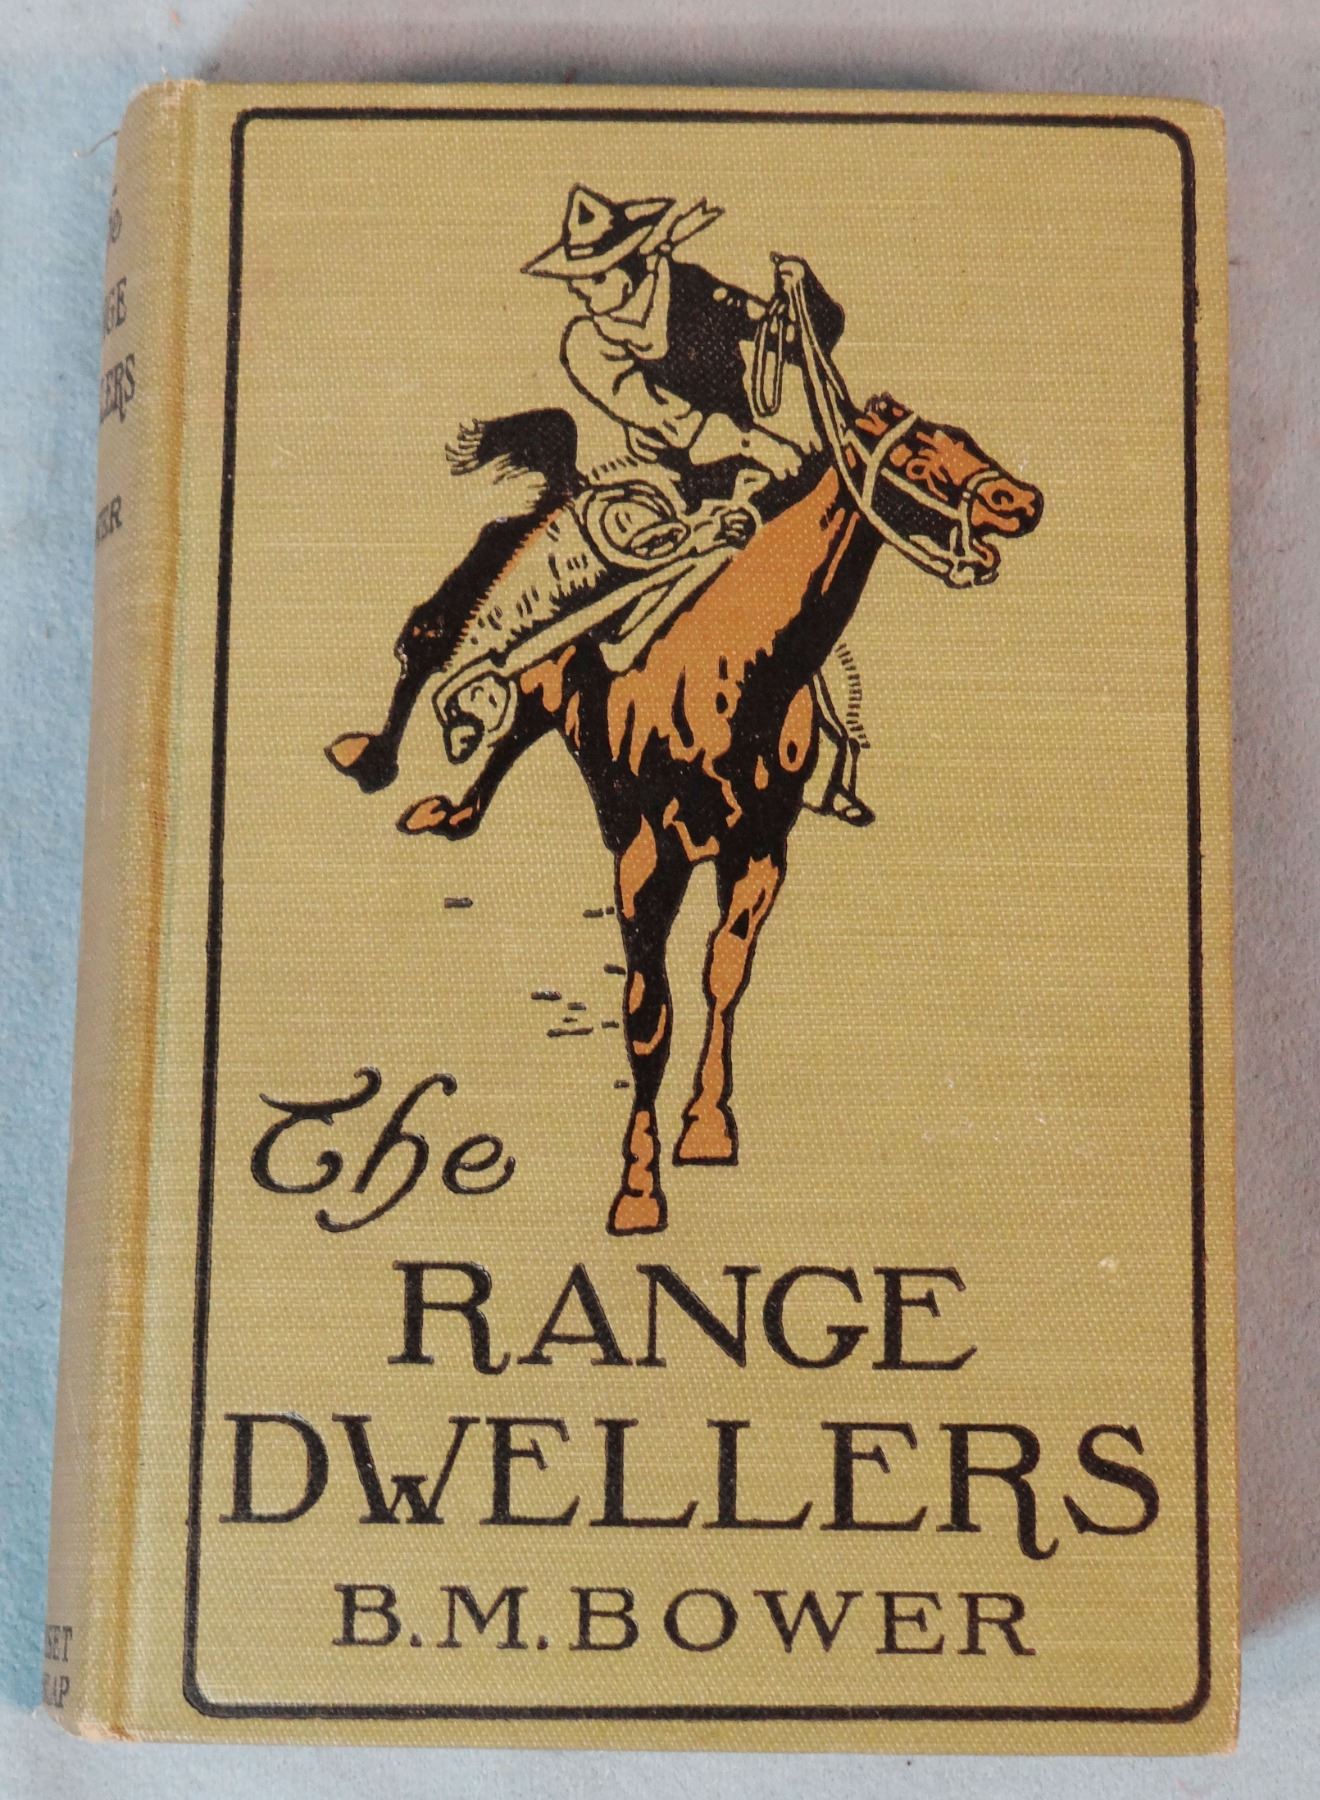 The
RANGE
DWELLERS
B.M.BOWER